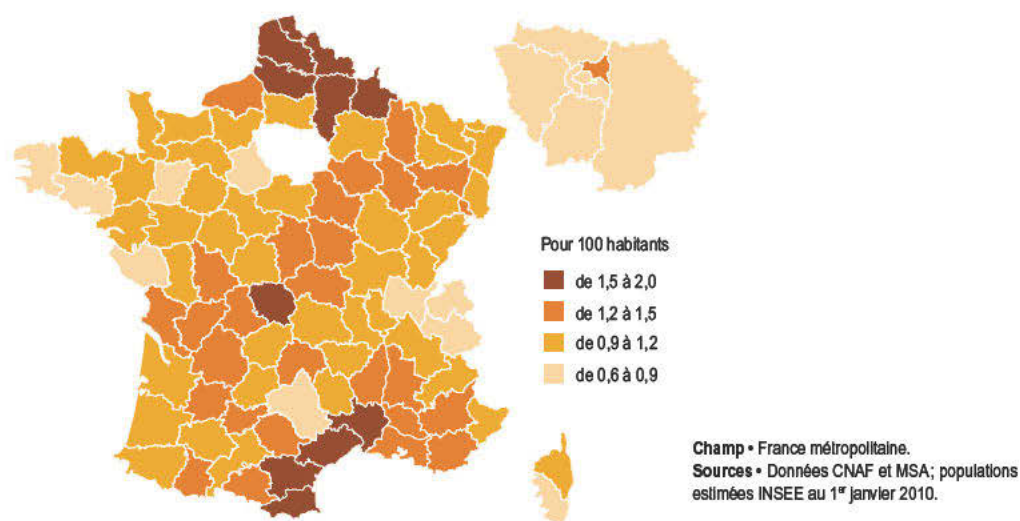 Pour 100 habitants
de 1,5 à 2,0
de 1,2 à 1,5
de 0,9 à 1,2
de 0,6 à 0,9
Champ • France métropolitaine.
Sources • Données CNAF et MSA; populations
estimées INSEE au 1er janvier 2010.